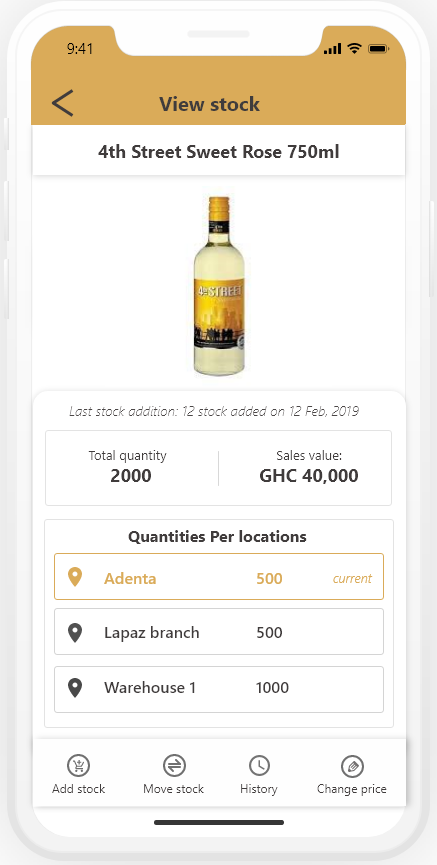 9:41
View stock
4th Street Sweet Rose 750ml
4th STREET
Last stock addition: 12 stock added on 12 Feb, 2019
Total quantity
2000
Sales value:
GHC 40,000
Quantities Per locations
Adenta 500 current
Lapaz branch 500
Warehouse 1 1000
Add stock Move stock History Change price